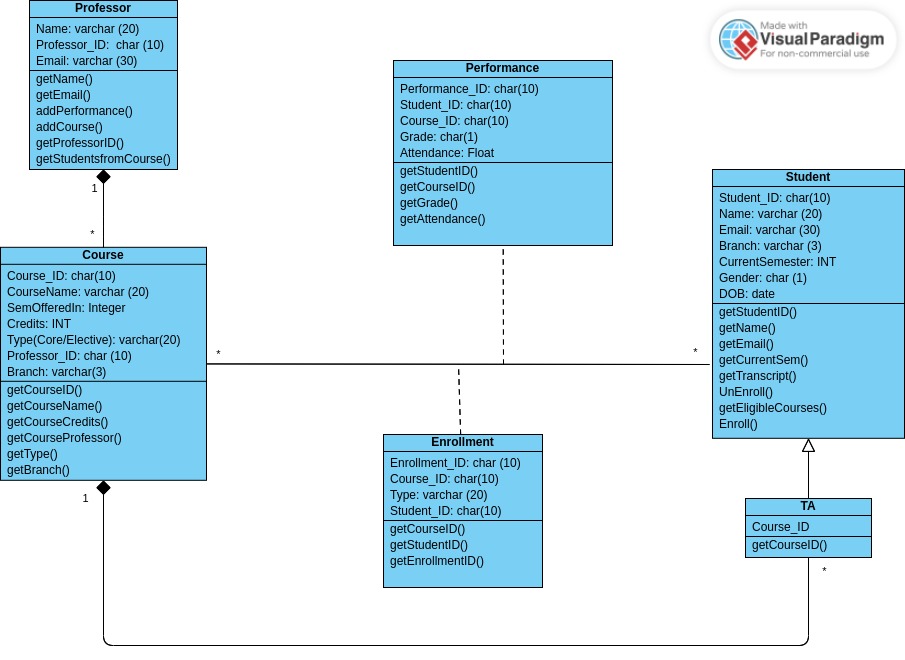 Professor
Name: varchar (20)
Professor_ID:  char (10)
Email: varchar (30)
getName()
getEmail()
addPerformance()
addCourse()
getProfessorID()
getStudentsfromCourse()
1
*
Made with
Visual Paradigm
For non-commercial use
Performance
Performance_ID: char(10)
Student_ID: char(10)
Course_ID: char(10)
Grade: char(1)
Attendance: Float
getStudentID()
getCourseID()
getGrade()
getAttendance()
Student
Student_ID: char(10)
Name: varchar (20)
Email: varchar (30)
Branch: varchar (3)
CurrentSemester: INT
Gender: char (1)
DOB: date
getStudentID()
getName()
getEmail()
getCurrentSem()
getTranscript()
UnEnroll()
getEligibleCourses()
Enroll()
Course
Course_ID: char(10)
CourseName: varchar (20)
SemOfferedIn: Integer
Credits: INT
Type(Core/Elective): varchar(20)
Professor_ID: char (10)
Branch: varchar(3)
getCourseID()
getCourseName()
getCourseCredits()
getCourseProfessor()
getType()
getBranch()
*
*
1
Enrollment
Enrollment_ID: char (10)
Course_ID: char(10)
Type: varchar (20)
Student_ID: char(10)
getCourseID()
getStudentID()
getEnrollmentID()
TA
Course_ID
getCourseID()
*